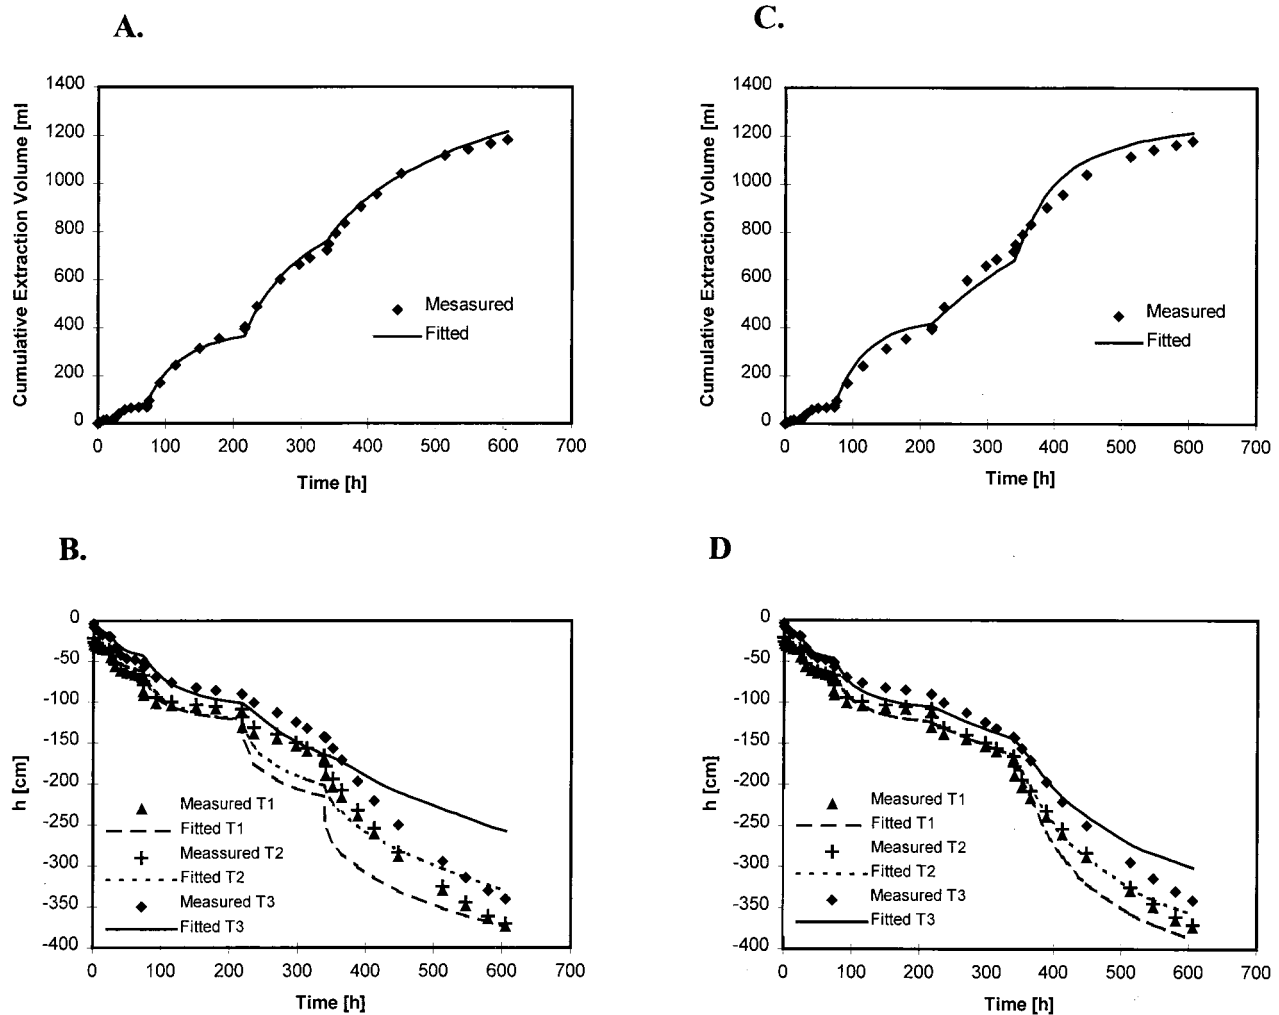 A.
Cumulative Extraction Volume [ml]
1400
1200
1000
800
600
400
200
0
Mesasured
Fitted
0 100 200 300 400 500 600 700
Time [h]
C.
Cumulative Extraction Volume [ml]
1400
1200
1000
800
600
400
200
0
Measured
Fitted
0 100 200 300 400 500 600 700
Time [h]
B.
h [cm]
0
-50
-100
-150
-200
-250
-300
-350
-400
Measured T1
Fitted T1
Meassured T2
Fitted T2
Measured T3
Fitted T3
0 100 200 300 400 500 600 700
Time [h]
D
h [cm]
0
-50
-100
-150
-200
-250
-300
-350
-400
Measured T1
Fitted T1
Measured T2
Fitted T2
Measured T3
Fitted T3
0 100 200 300 400 500 600 700
Time [h]